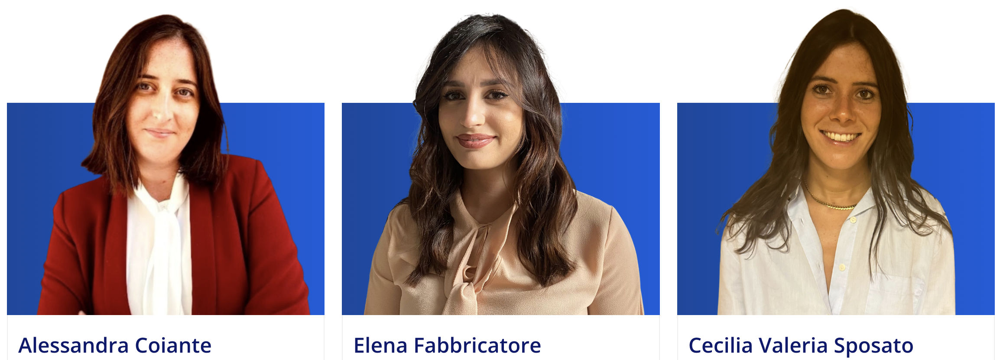 Alessandra Coiante
Elena Fabbricatore
Cecilia Valeria Sposato